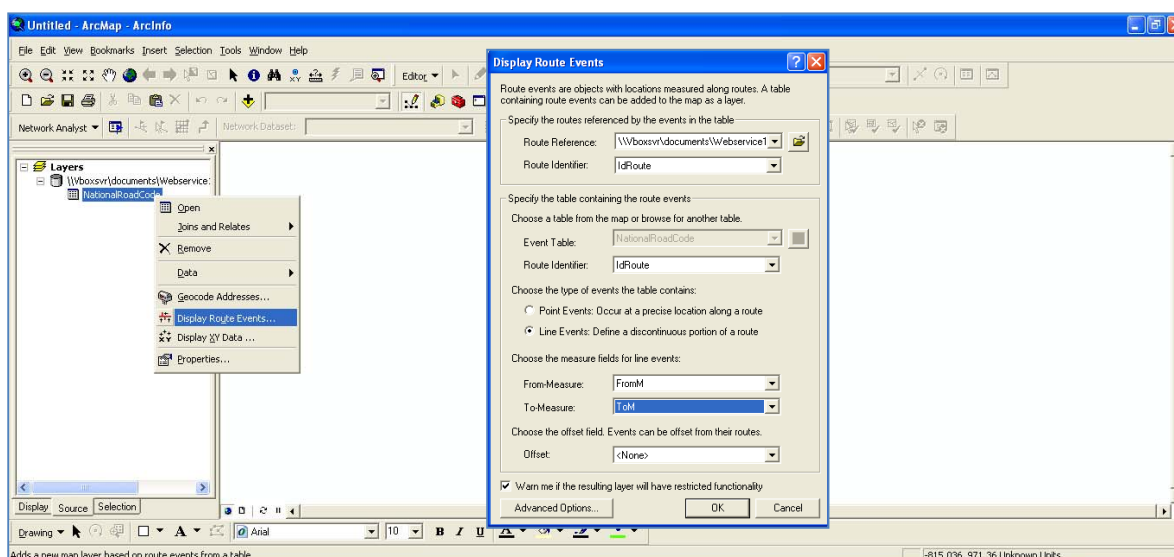 Untitled - ArcMap - ArcInfo
File Edit View Bookmarks Insert Selection Tools Window Help
Editor
Network Analyst
Network Dataset:
Layers
\\Vboxsvr\documents\Webservice
NationalRoadCode
Open
Joins and Relates
Remove
Data
Geocode Addresses...
Display Route Events...
Display XY Data ...
Properties...
Display Source Selection
Drawing
Arial
10
B I U A
Adds a new map layer based on route events from a table
-815,036 971,36 Unknown Units
Display Route Events
Route events are objects with locations measured along routes. A table
containing route events can be added to the map as a layer.
Specify the routes referenced by the events in the table
Route Reference: \\Vboxsvr\documents\Webservice1
Route Identifier: IdRoute
Specify the table containing the route events
Choose a table from the map or browse for another table.
Event Table: NationalRoadCode
Route Identifier: IdRoute
Choose the type of events the table contains:
Point Events: Occur at a precise location along a route
Line Events: Define a discontinuous portion of a route
Choose the measure fields for line events:
From-Measure: FromM
To-Measure: ToM
Choose the offset field. Events can be offset from their routes.
Offset: <None>
Warn me if the resulting layer will have restricted functionality
Advanced Options... OK Cancel